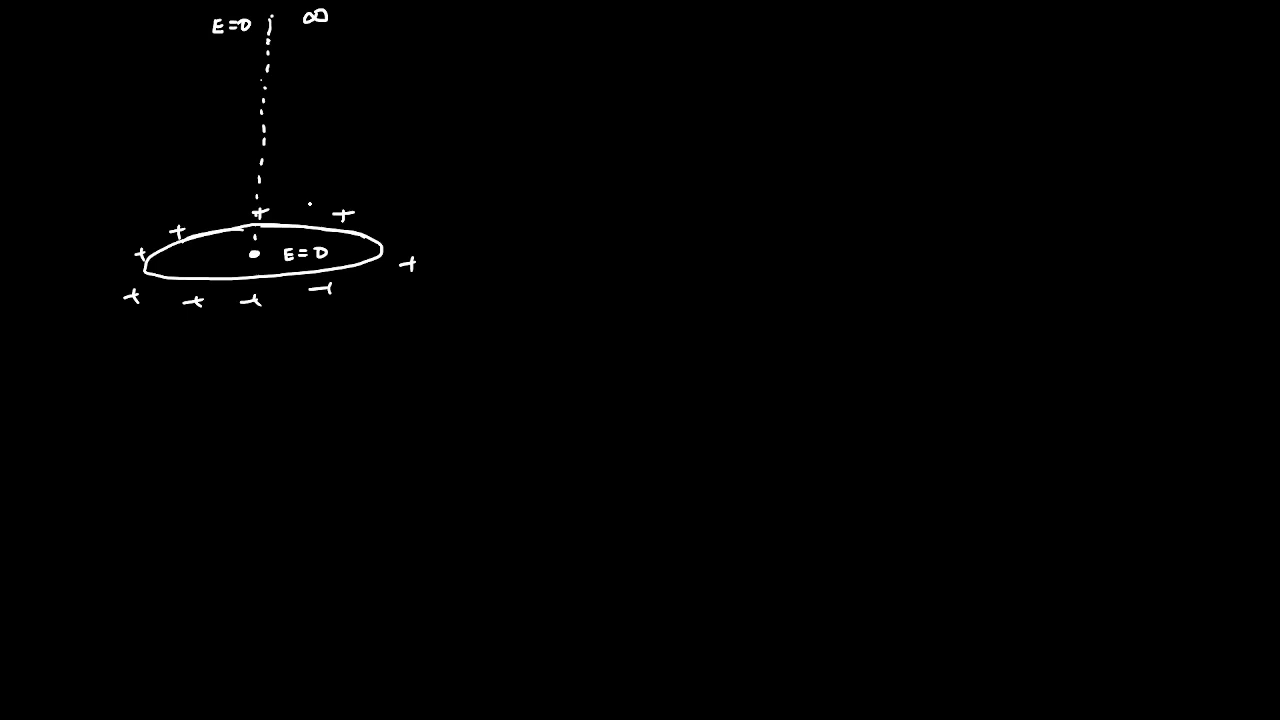 E=0 ∞
+ + + +
E=0
+
+ + + +